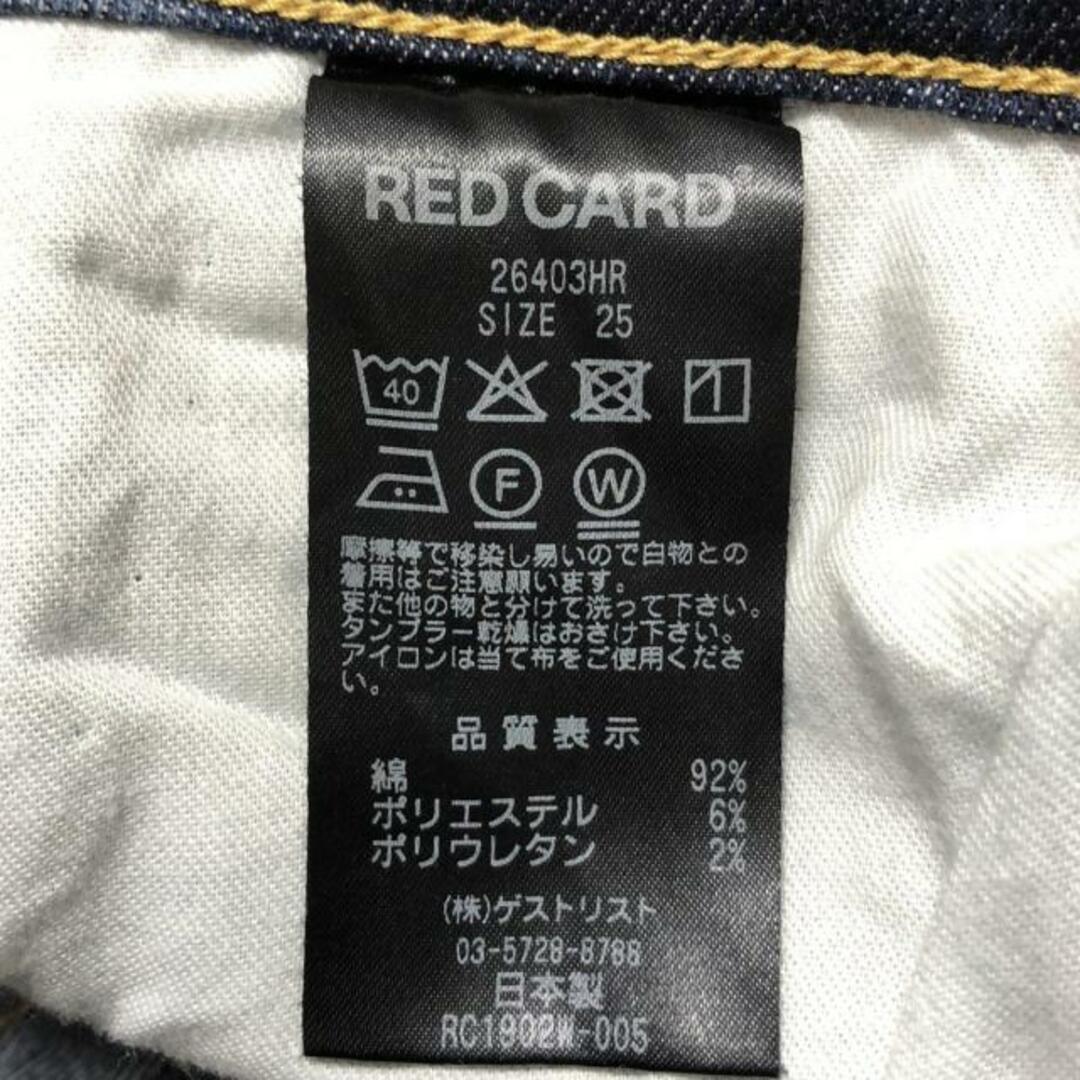 RED CARD
26403HR
SIZE 25
40
F W
摩擦等で移染し易いので白物との
着用はご注意願います。
また他の物と分けて洗って下さい。
タンブラー乾燥はおさけ下さい。
アイロンは当て布をご使用くださ
い。
品質表示
綿 92%
ポリエステル 6%
ポリウレタン 2%
(株)ゲストリスト
03-5728-8788
日本製
RC1902W-005